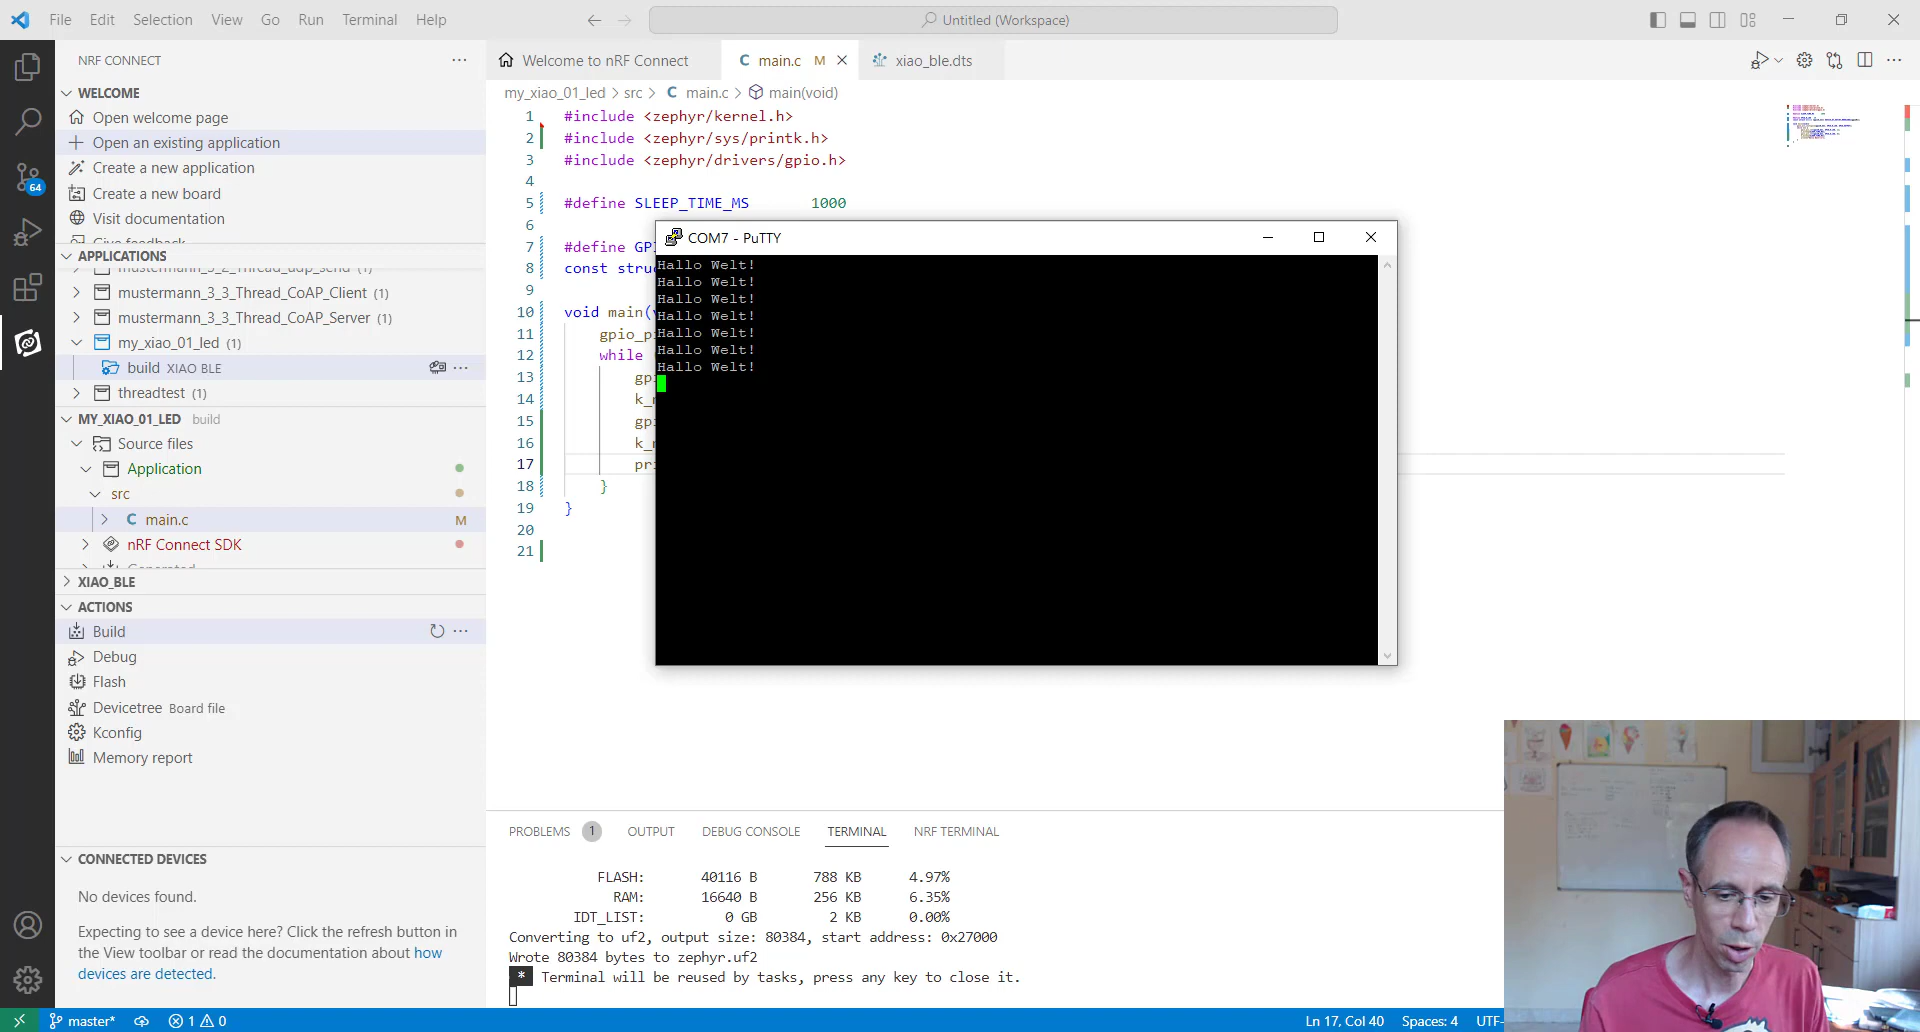 File Edit Selection View Go Run Terminal Help
Untitled (Workspace)
NRF CONNECT
WELCOME
Open welcome page
Open an existing application
Create a new application
Create a new board
Visit documentation
Give feedback
APPLICATIONS
mustermann_3_2_Thread_udp_send (1)
mustermann_3_3_Thread_CoAP_Client (1)
mustermann_3_3_Thread_CoAP_Server (1)
my_xiao_01_led (1)
build XIAO BLE
threadtest (1)
MY_XIAO_01_LED build
Source files
Application
src
C main.c M
nRF Connect SDK
Generated
XIAO_BLE
ACTIONS
Build
Debug
Flash
Devicetree Board file
Kconfig
Memory report
CONNECTED DEVICES
No devices found.
Expecting to see a device here? Click the refresh button in
the View toolbar or read the documentation about how
devices are detected.
64
Welcome to nRF Connect
C main.c M
xiao_ble.dts
my_xiao_01_led > src > C main.c > main(void)
1 #include <zephyr/kernel.h>
2 #include <zephyr/sys/printk.h>
3 #include <zephyr/drivers/gpio.h>
4
5 #define SLEEP_TIME_MS 1000
6
7 #define GP
8 const stru
9
10 void main(
11 gpio_p
12 while
13 gp
14 k_
15 gp
16 k_
17 pr
18 }
19 }
20
21
COM7 - PuTTY
Hallo Welt!
Hallo Welt!
Hallo Welt!
Hallo Welt!
Hallo Welt!
Hallo Welt!
Hallo Welt!
PROBLEMS 1 OUTPUT DEBUG CONSOLE TERMINAL NRF TERMINAL
FLASH: 40116 B 788 KB 4.97%
RAM: 16640 B 256 KB 6.35%
IDT_LIST: 0 GB 2 KB 0.00%
Converting to uf2, output size: 80384, start address: 0x27000
Wrote 80384 bytes to zephyr.uf2
* Terminal will be reused by tasks, press any key to close it.
master* 1 0
Ln 17, Col 40 Spaces: 4 UTF-